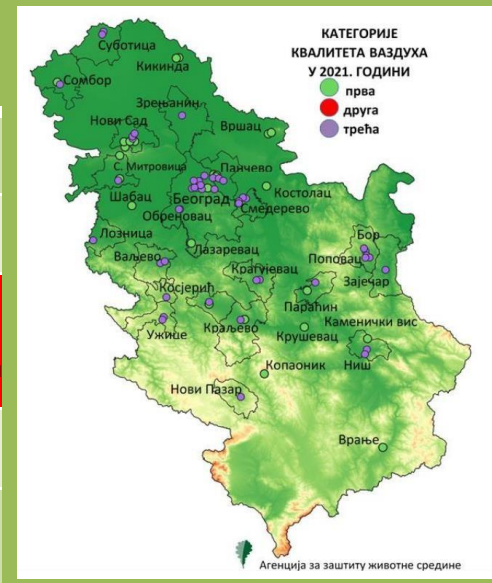 КАТЕГОРИЈЕ
КВАЛИТЕТА ВАЗДУХА
У 2021. ГОДИНИ
прва
друга
трећа
Суботица
Кикинда
Сомбор
Зрењанин
Нови Сад
Вршац
С. Митровица
Панчево
Шабац
Београд
Костолац
Обреновац
Смедерево
Лозница
Лазаревац
Бор
Ваљево
Крагујевац
Поповац
Косјерић
Зајечар
Параћин
Краљево
Каменички вис
Ужице
Крушевац
Копаоник
Ниш
Нови Пазар
Врање
Агенција за заштиту животне средине